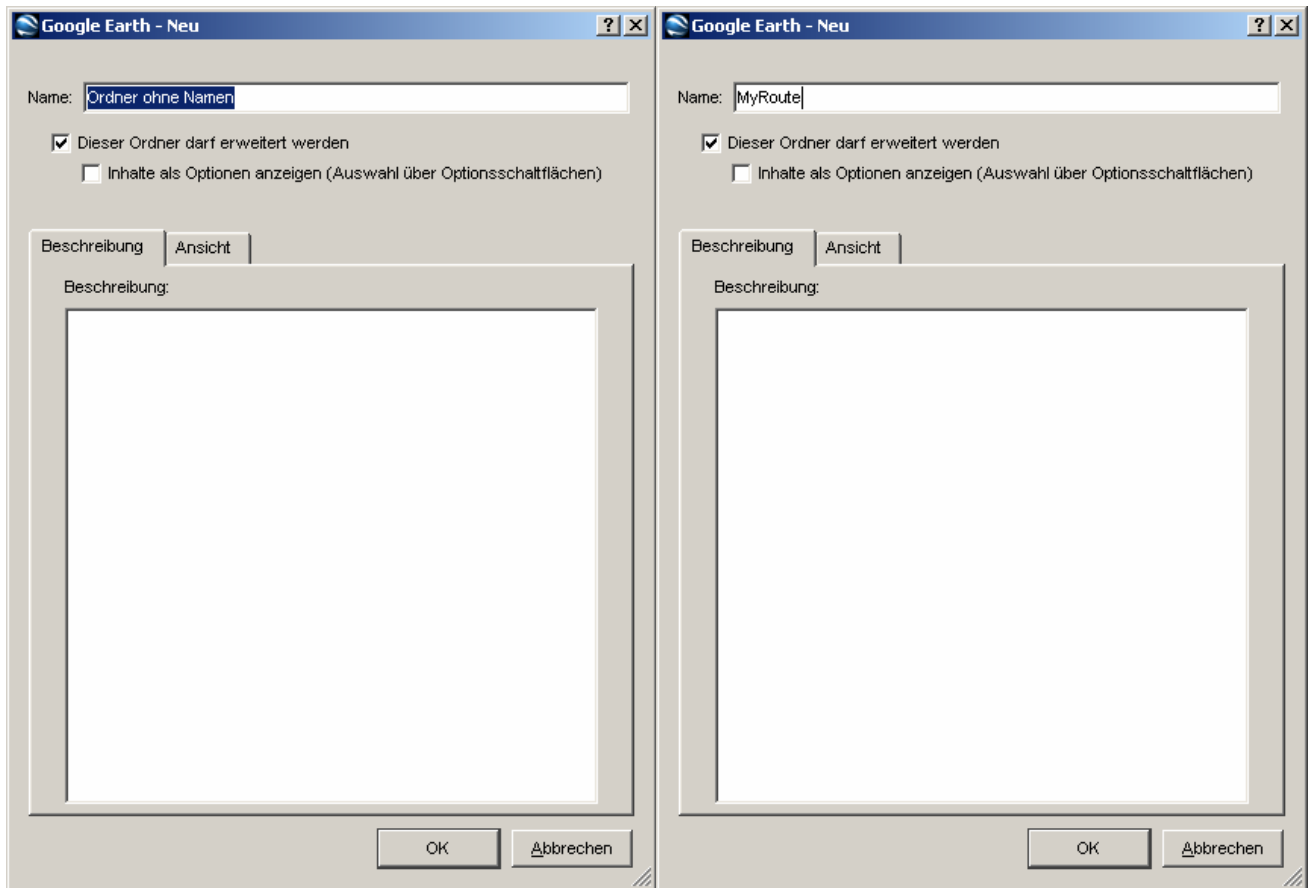 Google Earth - Neu
Name: Ordner ohne Namen
Dieser Ordner darf erweitert werden
Inhalte als Optionen anzeigen (Auswahl über Optionsschaltflächen)
Beschreibung Ansicht
Beschreibung:
OK Abbrechen
Google Earth - Neu
Name: MyRoute
Dieser Ordner darf erweitert werden
Inhalte als Optionen anzeigen (Auswahl über Optionsschaltflächen)
Beschreibung Ansicht
Beschreibung:
OK Abbrechen